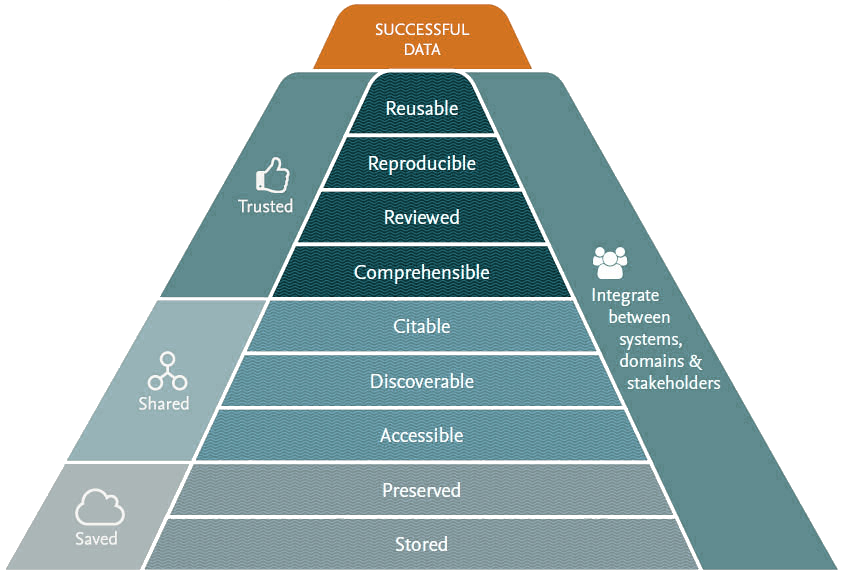 SUCCESSFUL
DATA
Reusable
Reproducible
Trusted
Reviewed
Comprehensible
Integrate
between
systems,
domains &
stakeholders
Citable
Discoverable
Shared
Accessible
Preserved
Saved
Stored